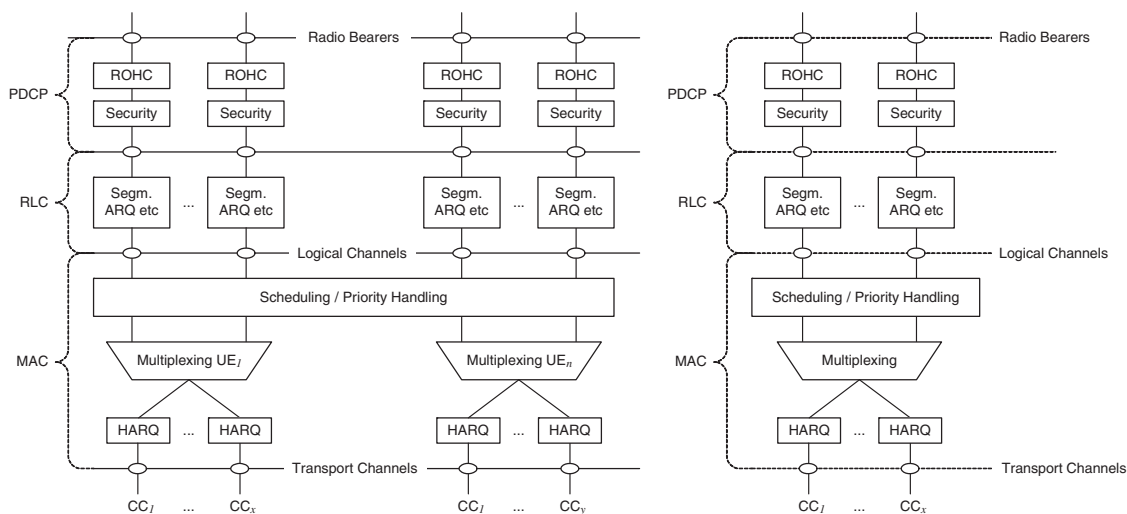 Radio Bearers Radio Bearers
ROHC ROHC ROHC ROHC ROHC ROHC
PDCP PDCP
Security Security Security Security Security Security
Segm. ARQ etc ... Segm. ARQ etc Segm. ARQ etc ... Segm. ARQ etc Segm. ARQ etc ... Segm. ARQ etc
RLC RLC
Logical Channels Logical Channels
Scheduling / Priority Handling Scheduling / Priority Handling
MAC Multiplexing UE1 Multiplexing UEn MAC Multiplexing
HARQ ... HARQ HARQ ... HARQ HARQ ... HARQ
Transport Channels Transport Channels
CC1 ... CCx CC1 ... CCy CC1 ... CCx